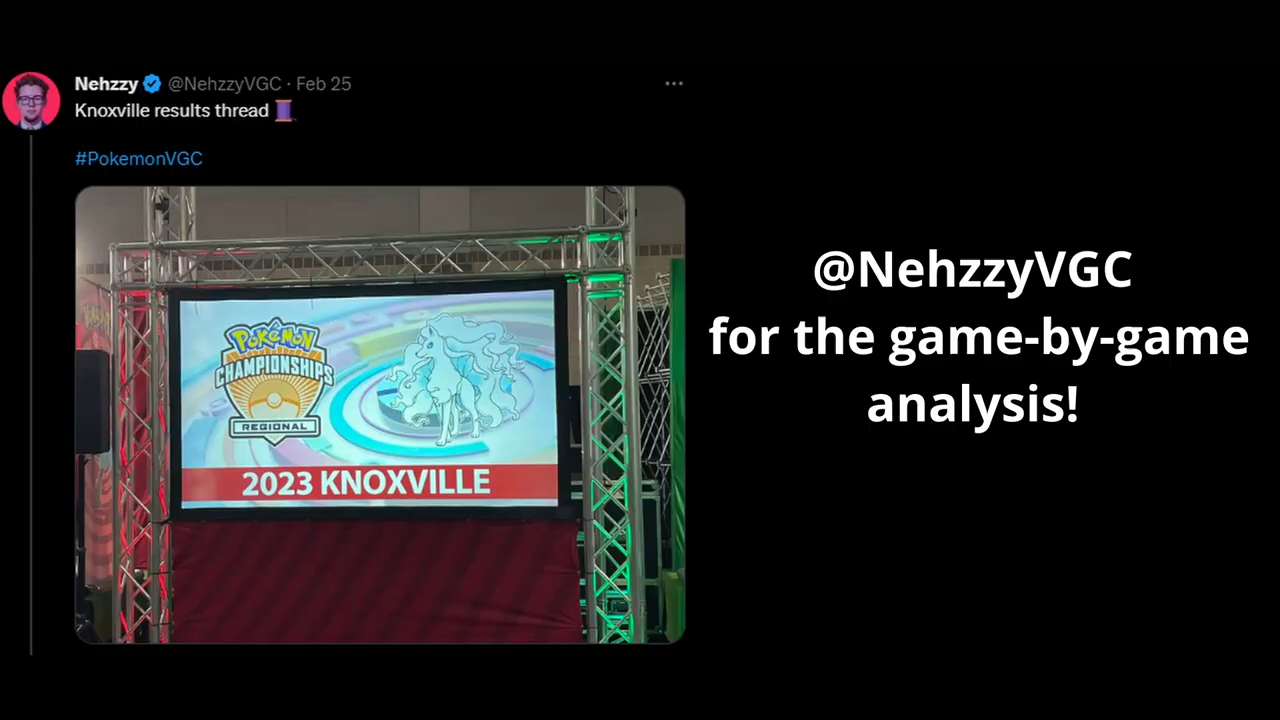 Nehzzy @NehzzyVGC · Feb 25
Knoxville results thread
#PokemonVGC
POKéMON
CHAMPIONSHIPS
REGIONAL
2023 KNOXVILLE
@NehzzyVGC
for the game-by-game
analysis!